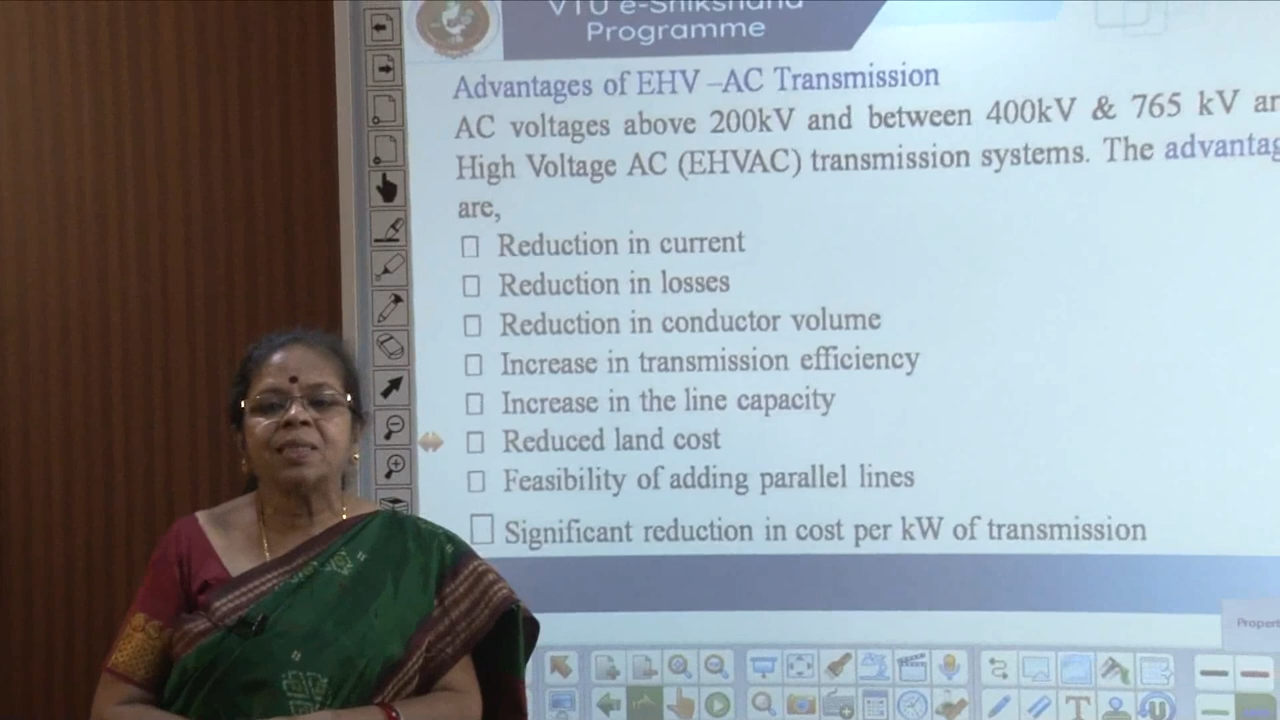 VTU e-Shikshana
Programme
Advantages of EHV –AC Transmission
AC voltages above 200kV and between 400kV & 765 kV
High Voltage AC (EHVAC) transmission systems. The
are,
Reduction in current
Reduction in losses
Reduction in conductor volume
Increase in transmission efficiency
Increase in the line capacity
Reduced land cost
Feasibility of adding parallel lines
Significant reduction in cost per kW of transmission